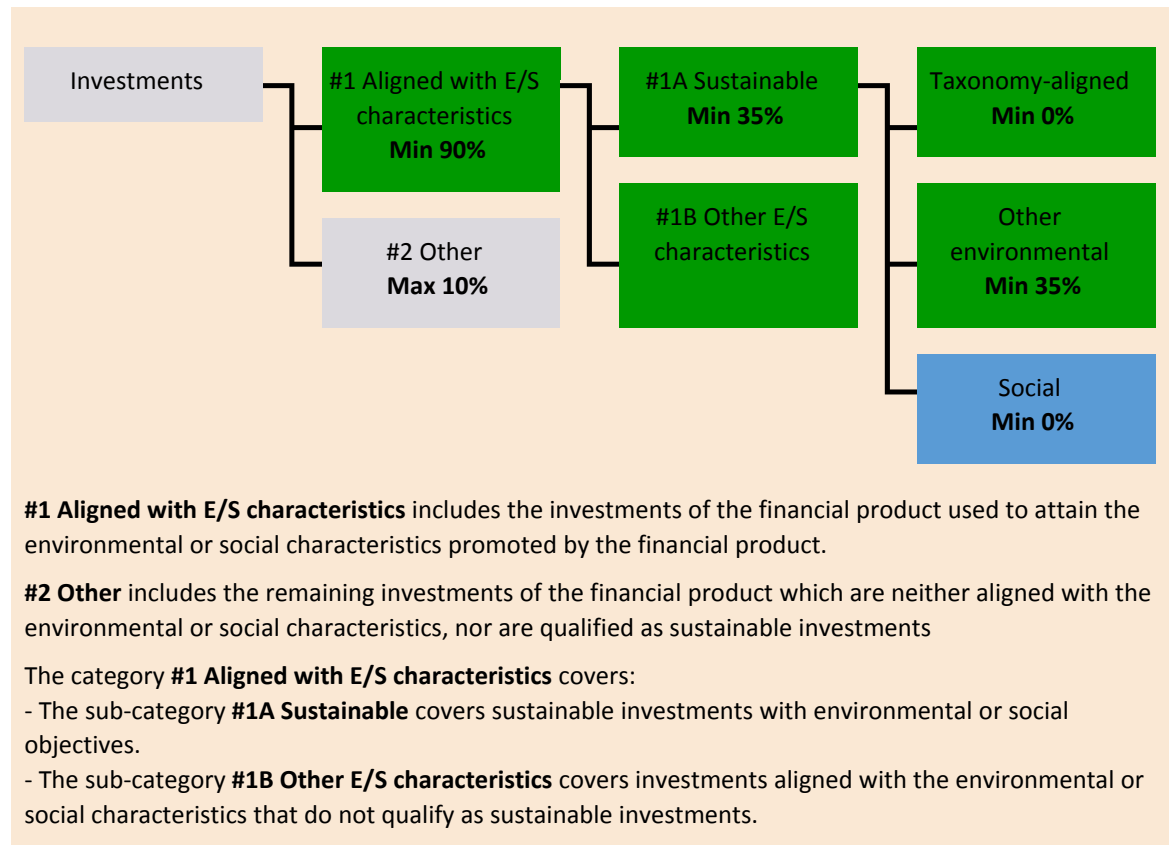 Investments
#1 Aligned with E/S
characteristics
Min 90%
#2 Other
Max 10%
#1A Sustainable
Min 35%
#1B Other E/S
characteristics
Taxonomy-aligned
Min 0%
Other
environmental
Min 35%
Social
Min 0%
#1 Aligned with E/S characteristics includes the investments of the financial product used to attain the
environmental or social characteristics promoted by the financial product.
#2 Other includes the remaining investments of the financial product which are neither aligned with the
environmental or social characteristics, nor are qualified as sustainable investments
The category #1 Aligned with E/S characteristics covers:
- The sub-category #1A Sustainable covers sustainable investments with environmental or social
objectives.
- The sub-category #1B Other E/S characteristics covers investments aligned with the environmental or
social characteristics that do not qualify as sustainable investments.